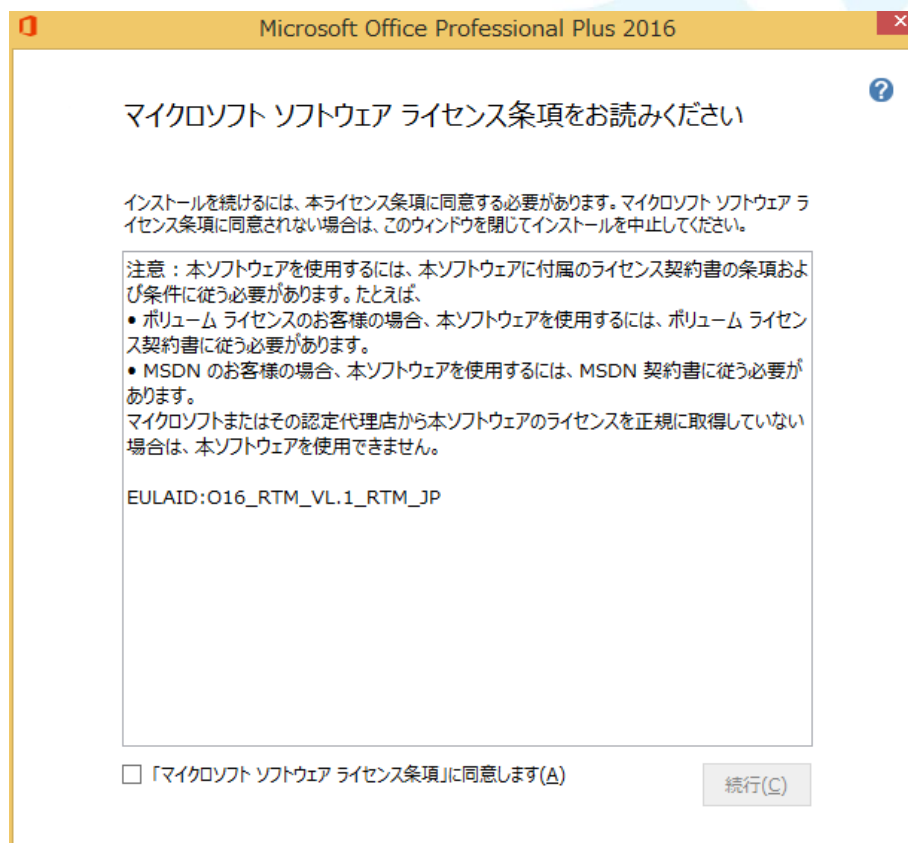 Microsoft Office Professional Plus 2016
マイクロソフト ソフトウェア ライセンス条項をお読みください
インストールを続けるには、本ライセンス条項に同意する必要があります。マイクロソフト ソフトウェア ラ
イセンス条項に同意されない場合は、このウィンドウを閉じてインストールを中止してください。
注意 : 本ソフトウェアを使用するには、本ソフトウェアに付属のライセンス契約書の条項およ
び条件に従う必要があります。たとえば、
• ボリューム ライセンスのお客様の場合、本ソフトウェアを使用するには、ボリューム ライセン
ス契約書に従う必要があります。
• MSDN のお客様の場合、本ソフトウェアを使用するには、MSDN 契約書に従う必要が
あります。
マイクロソフトまたはその認定代理店から本ソフトウェアのライセンスを正規に取得していない
場合は、本ソフトウェアを使用できません。
EULAID:O16_RTM_VL.1_RTM_JP
「マイクロソフト ソフトウェア ライセンス条項」に同意します(A)
続行(C)